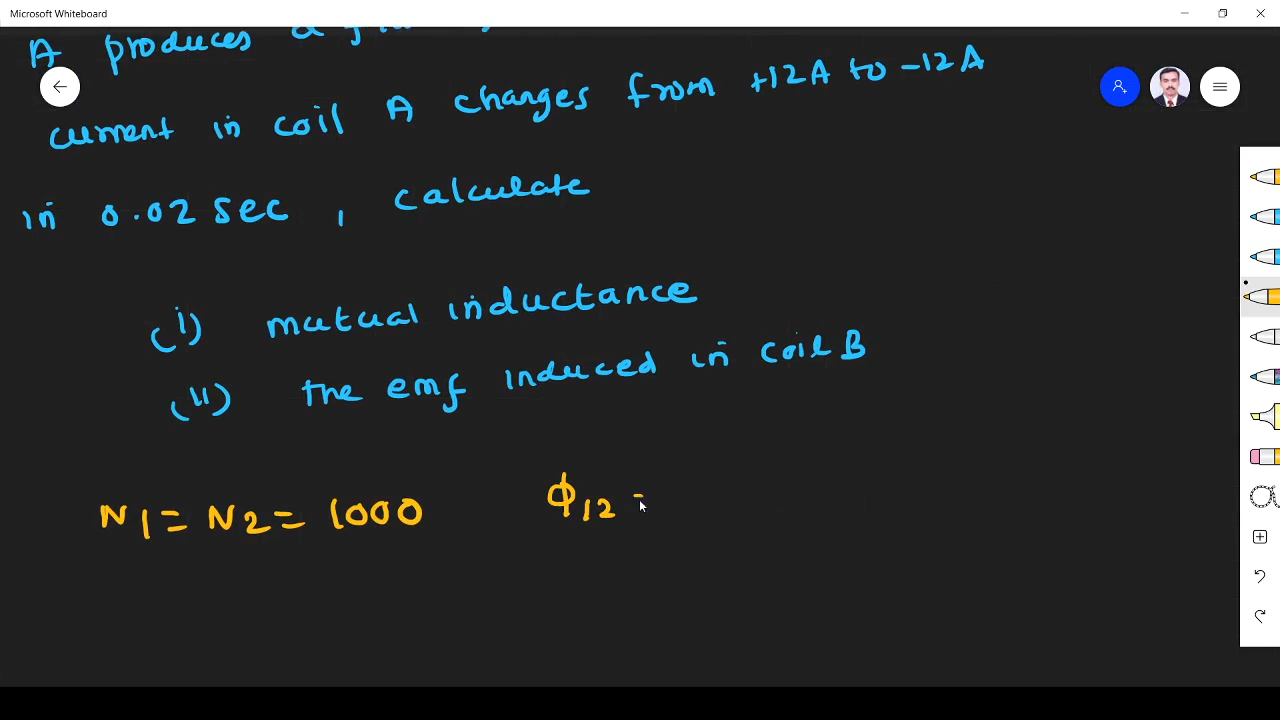 Microsoft Whiteboard
A produces a
current in coil A changes from +12A to -12A
in 0.02 sec, calculate
(i) mutual inductance
(ii) the emf induced in coil B
N1 = N2 = 1000 Φ12 =